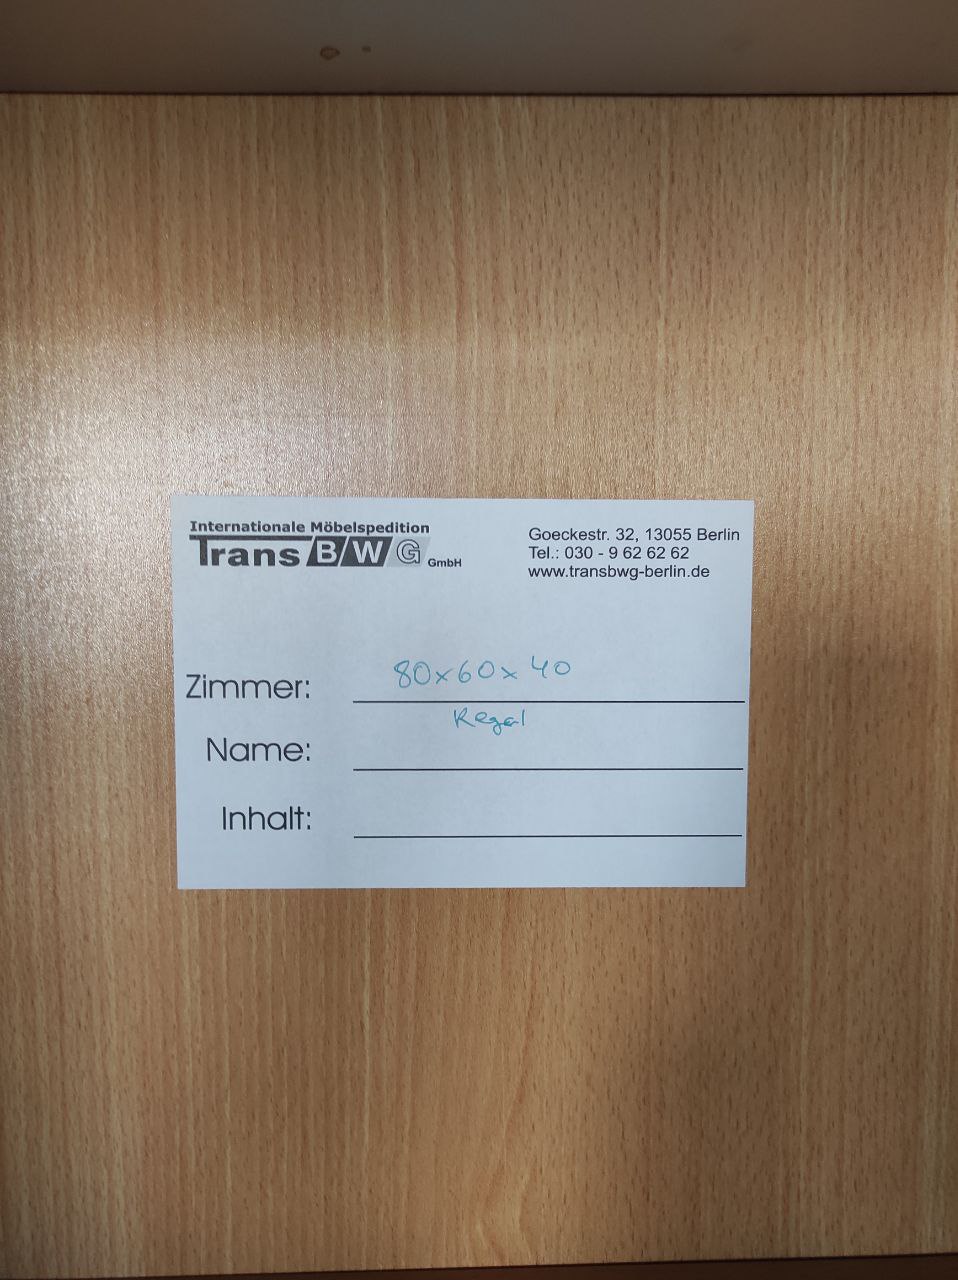 Internationale Möbelspedition
Trans BWG GmbH
Goeckestr. 32, 13055 Berlin
Tel.: 030 - 9 62 62 62
www.transbwg-berlin.de
Zimmer: 80x60x40
Name: Regal
Inhalt: